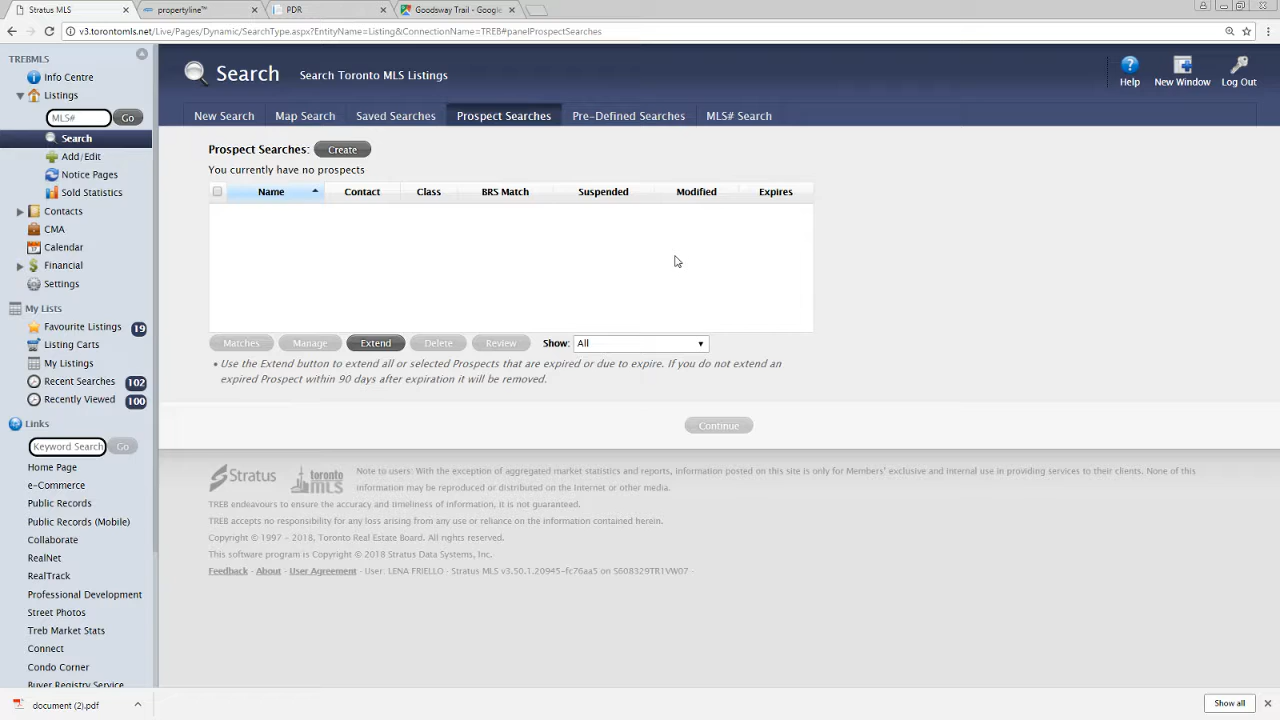 Stratus MLS
propertyline™
PDR
Goodsway Trail - Google
v3.torontomls.net/Live/Pages/Dynamic/SearchType.aspx?EntityName=Listing&ConnectionName=TREB#panelProspectSearches
TREBMLS
Info Centre
Listings
MLS#
Go
Search
Add/Edit
Notice Pages
Sold Statistics
Contacts
CMA
Calendar
Financial
Settings
My Lists
Favourite Listings 19
Listing Carts
My Listings
Recent Searches 102
Recently Viewed 100
Links
Keyword Search
Go
Home Page
e-Commerce
Public Records
Public Records (Mobile)
Collaborate
RealNet
RealTrack
Professional Development
Street Photos
Treb Market Stats
Connect
Condo Corner
Buyer Registry Service
Search
Search Toronto MLS Listings
Help
New Window
Log Out
New Search
Map Search
Saved Searches
Prospect Searches
Pre-Defined Searches
MLS# Search
Prospect Searches:
Create
You currently have no prospects
Name
Contact
Class
BRS Match
Suspended
Modified
Expires
Matches
Manage
Extend
Delete
Review
Show:
All
• Use the Extend button to extend all or selected Prospects that are expired or due to expire. If you do not extend an
expired Prospect within 90 days after expiration it will be removed.
Continue
Stratus
toronto
MLS
Note to users: With the exception of aggregated market statistics and reports, information posted on this site is only for Members' exclusive and internal use in providing services to their clients. None of this
information may be reproduced or distributed on the Internet or other media.
TREB endeavours to ensure the accuracy and timeliness of information, it is not guaranteed.
TREB accepts no responsibility for any loss arising from any use or reliance on the information contained herein.
Copyright © 1997 - 2018, Toronto Real Estate Board. All rights reserved.
This software program is Copyright © 2018 Stratus Data Systems, Inc.
Feedback - About - User Agreement - User: LENA FRIELLO - Stratus MLS v3.50.1.20945-fc76aa5 on S608329TR1VW07 -
document (2).pdf
Show all